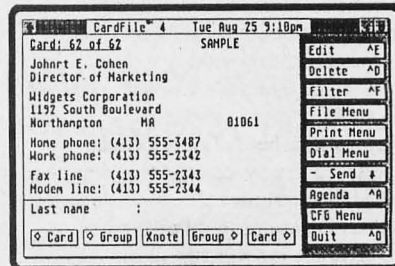 CardFile™ 4 Tue Aug 25 9:10pm
Card: 62 of 62 SAMPLE
Johnrt E. Cohen
Director of Marketing
Widgets Corporation
1192 South Boulevard
Northampton MA 01061
Home phone: (413) 555-3487
Work phone: (413) 555-2342
Fax line (413) 555-2343
Modem line: (413) 555-2344
Last name :
◊ Card ◊ Group Xnote Group ◊ Card ◊
Edit ^E
Delete ^D
Filter ^F
File Menu
Print Menu
Dial Menu
- Send ↓
Agenda ^A
CFG Menu
Quit ^Q